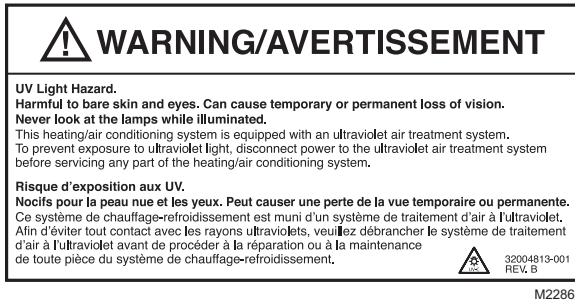 WARNING/AVERTISSEMENT
UV Light Hazard.
Harmful to bare skin and eyes. Can cause temporary or permanent loss of vision.
Never look at the lamps while illuminated.
This heating/air conditioning system is equipped with an ultraviolet air treatment system.
To prevent exposure to ultraviolet light, disconnect power to the ultraviolet air treatment system
before servicing any part of the heating/air conditioning system.
Risque d'exposition aux UV.
Nocifs pour la peau nue et les yeux. Peut causer une perte de la vue temporaire ou permanente.
Ce système de chauffage-refroidissement est muni d'un système de traitement d'air à l'ultraviolet.
Afin d'éviter tout contact avec les rayons ultraviolets, veuillez débrancher le système de traitement
d'air à l'ultraviolet avant de procéder à la réparation ou à la maintenance
de toute pièce du système de chauffage-refroidissement.
UV-C
32004813-001
REV. B
M2286